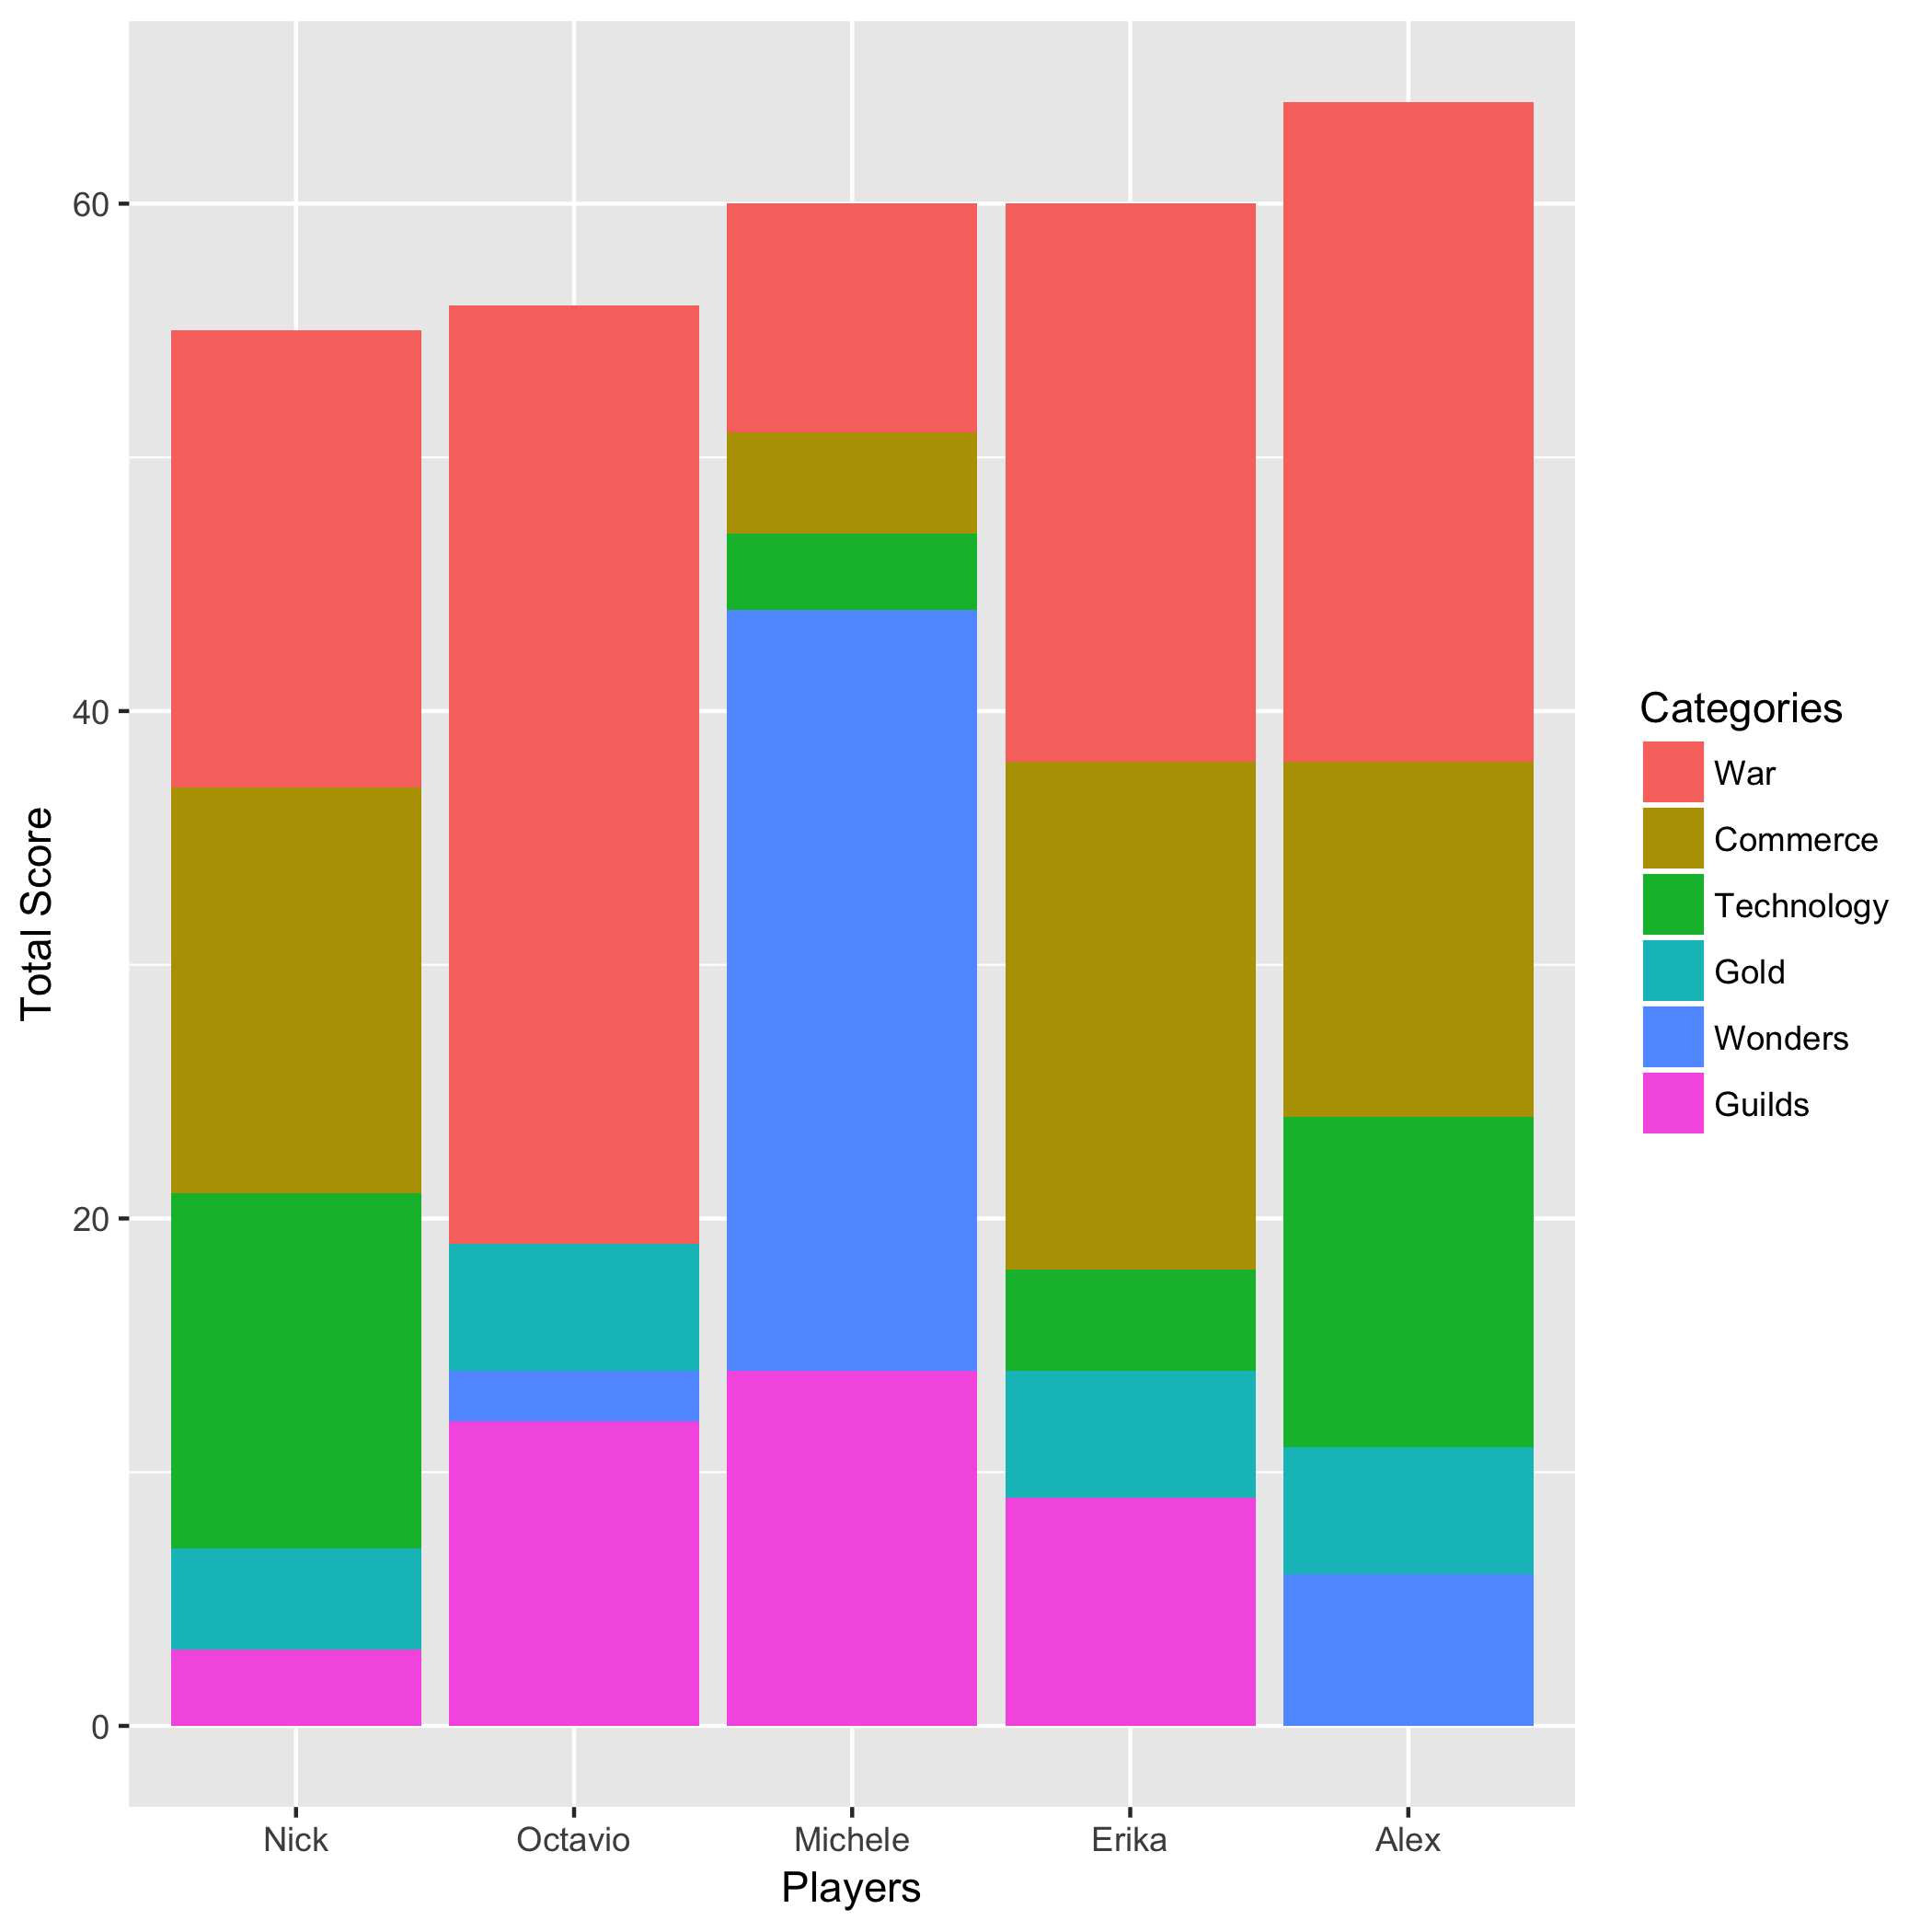 Total Score
60
40
20
0
Nick Octavio Michele Erika Alex
Players
Categories
War
Commerce
Technology
Gold
Wonders
Guilds